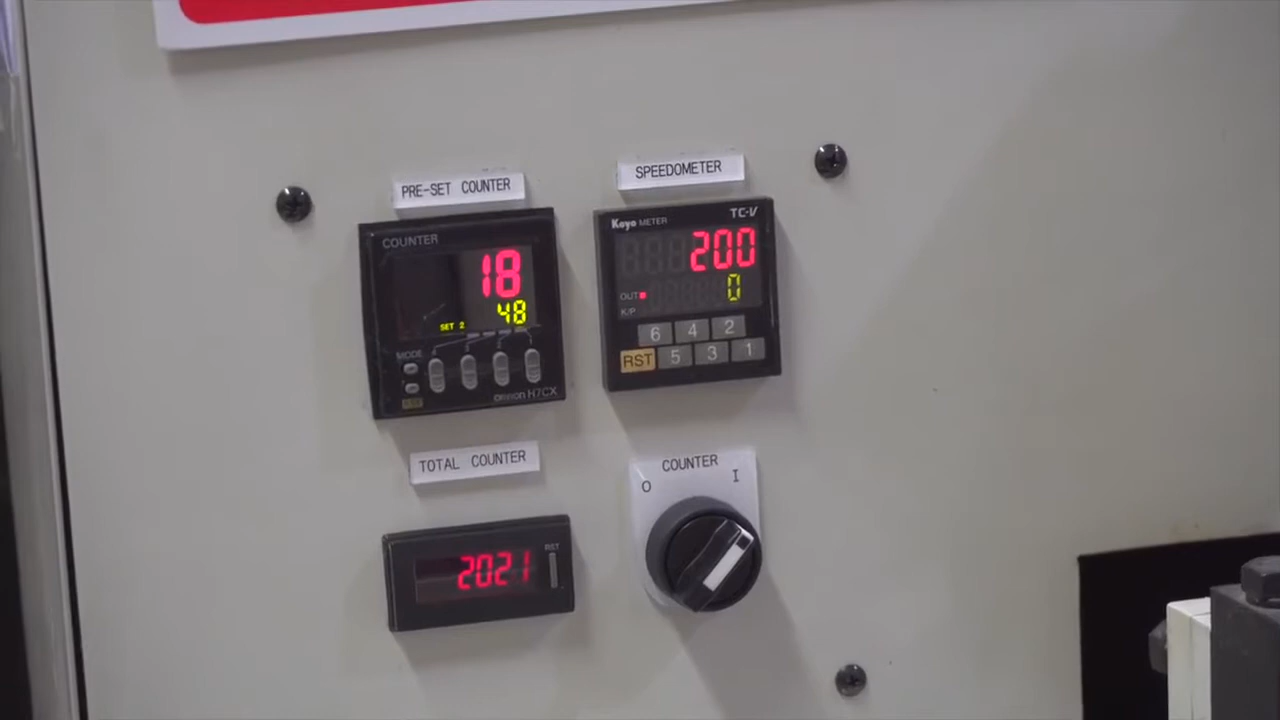 PRE-SET COUNTER
SPEEDOMETER
COUNTER
18
SET 2
48
MODE
OMRON H7CX
Koyo METER
TC-V
200
OUT
0
K/P
6 4 2
RST 5 3 1
TOTAL COUNTER
2021
RST
COUNTER
O I